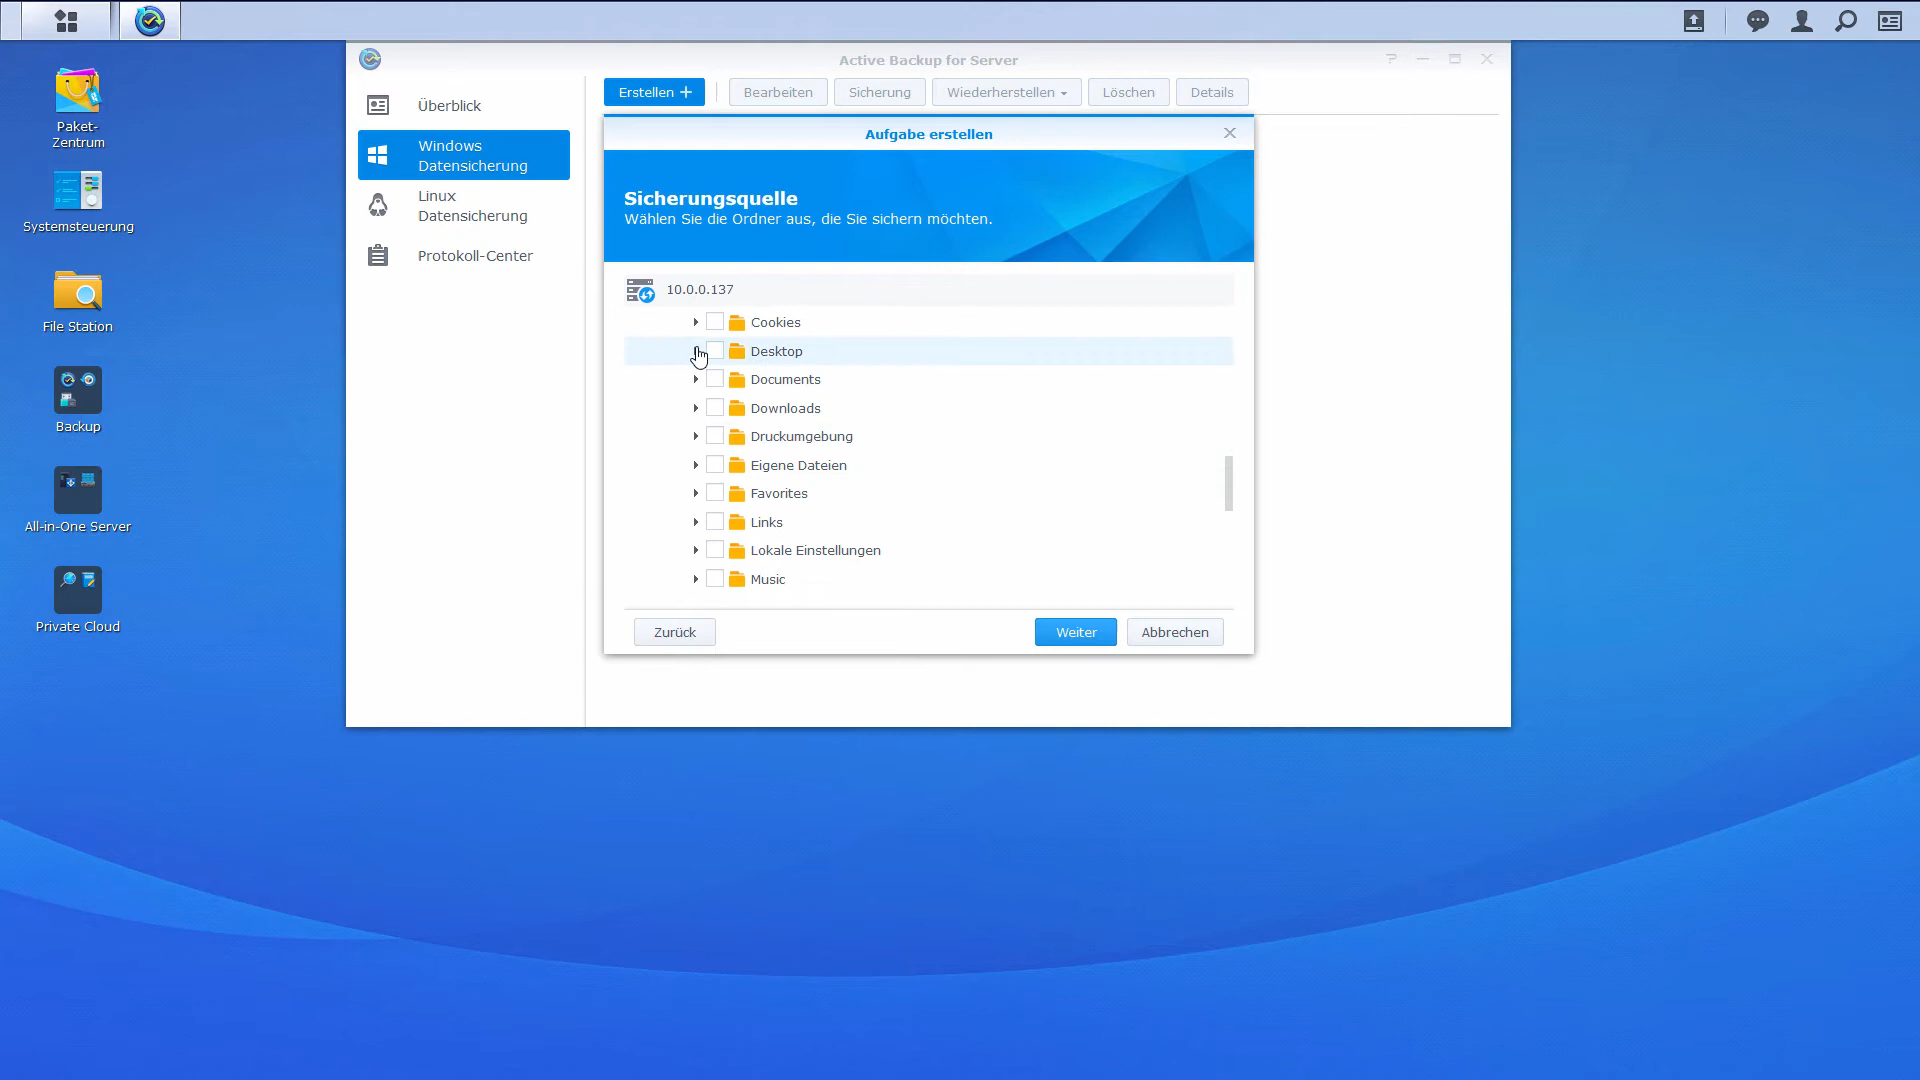 Active Backup for Server
Paket-
Zentrum
Systemsteuerung
File Station
Backup
All-in-One Server
Private Cloud
Überblick
Windows
Datensicherung
Linux
Datensicherung
Protokoll-Center
Erstellen +
Bearbeiten
Sicherung
Wiederherstellen
Löschen
Details
Aufgabe erstellen
Sicherungsquelle
Wählen Sie die Ordner aus, die Sie sichern möchten.
10.0.0.137
Cookies
Desktop
Documents
Downloads
Druckumgebung
Eigene Dateien
Favorites
Links
Lokale Einstellungen
Music
Zurück
Weiter
Abbrechen